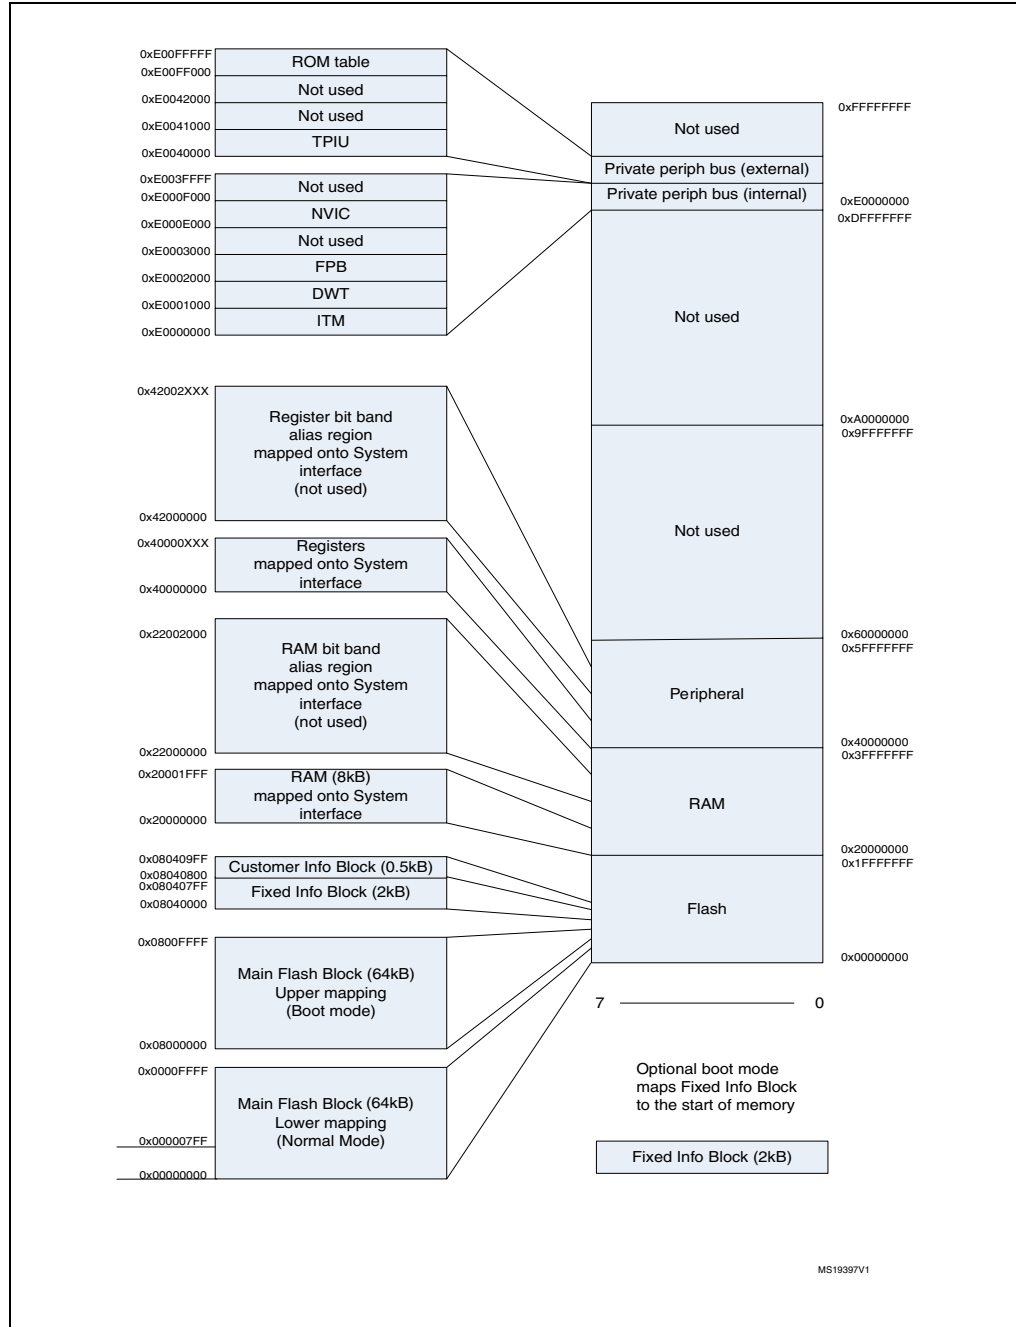 0xE00FFFFF
ROM table
0xE00FF000
Not used
0xE0042000
Not used
0xE0041000
TPIU
0xE0040000
0xE003FFFF
Not used
0xE000F000
NVIC
0xE000E000
Not used
0xE0003000
FPB
0xE0002000
DWT
0xE0001000
ITM
0xE0000000
0x42002XXX
Register bit band
alias region
mapped onto System
interface
(not used)
0x42000000
0x40000XXX
Registers
mapped onto System
interface
0x40000000
0x22002000
RAM bit band
alias region
mapped onto System
interface
(not used)
0x22000000
0x20001FFF
RAM (8kB)
mapped onto System
interface
0x20000000
0x080409FF
Customer Info Block (0.5kB)
0x08040800
0x080407FF
Fixed Info Block (2kB)
0x08040000
0x0800FFFF
Main Flash Block (64kB)
Upper mapping
(Boot mode)
0x08000000
0x0000FFFF
Main Flash Block (64kB)
Lower mapping
(Normal Mode)
0x000007FF
0x00000000
0xFFFFFFFF
Not used
Private periph bus (external)
Private periph bus (internal)
0xE0000000
0xDFFFFFFF
Not used
0xA0000000
0x9FFFFFFF
Not used
0x60000000
0x5FFFFFFF
Peripheral
0x40000000
0x3FFFFFFF
RAM
0x20000000
0x1FFFFFFF
Flash
0x00000000
7 0
Optional boot mode
maps Fixed Info Block
to the start of memory
Fixed Info Block (2kB)
MS19397V1